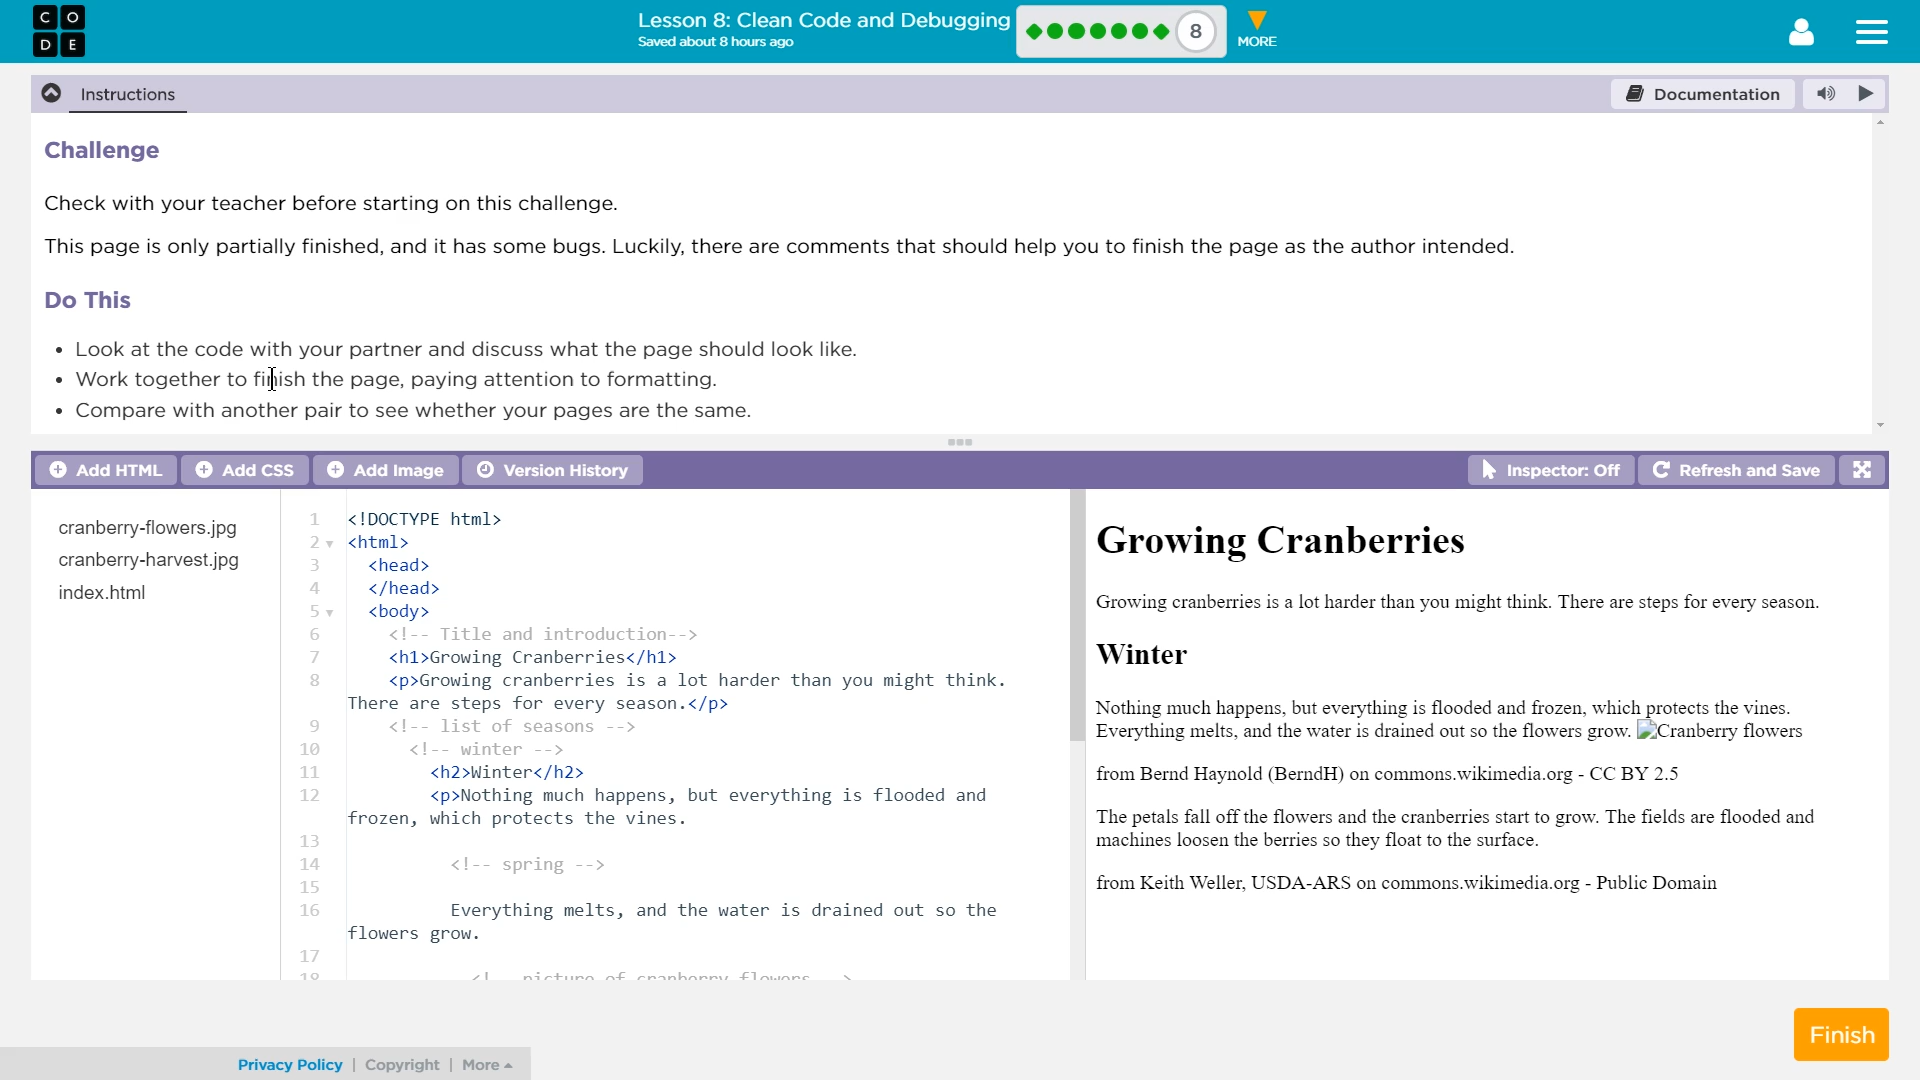 C O
D E
Lesson 8: Clean Code and Debugging
Saved about 8 hours ago
8
MORE
Instructions
Documentation
Challenge
Check with your teacher before starting on this challenge.
This page is only partially finished, and it has some bugs. Luckily, there are comments that should help you to finish the page as the author intended.
Do This
• Look at the code with your partner and discuss what the page should look like.
• Work together to finish the page, paying attention to formatting.
• Compare with another pair to see whether your pages are the same.
Add HTML
Add CSS
Add Image
Version History
Inspector: Off
Refresh and Save
cranberry-flowers.jpg
cranberry-harvest.jpg
index.html
1 <!DOCTYPE html>
2 <html>
3 <head>
4 </head>
5 <body>
6 <!-- Title and introduction-->
7 <h1>Growing Cranberries</h1>
8 <p>Growing cranberries is a lot harder than you might think.
There are steps for every season.</p>
9 <!-- list of seasons -->
10 <!-- winter -->
11 <h2>Winter</h2>
12 <p>Nothing much happens, but everything is flooded and
frozen, which protects the vines.
13
14 <!-- spring -->
15
16 Everything melts, and the water is drained out so the
flowers grow.
17
18 <!-- picture of cranberry flowers -->
Growing Cranberries
Growing cranberries is a lot harder than you might think. There are steps for every season.
Winter
Nothing much happens, but everything is flooded and frozen, which protects the vines.
Everything melts, and the water is drained out so the flowers grow. Cranberry flowers
from Bernd Haynold (BerndH) on commons.wikimedia.org - CC BY 2.5
The petals fall off the flowers and the cranberries start to grow. The fields are flooded and
machines loosen the berries so they float to the surface.
from Keith Weller, USDA-ARS on commons.wikimedia.org - Public Domain
Finish
Privacy Policy | Copyright | More